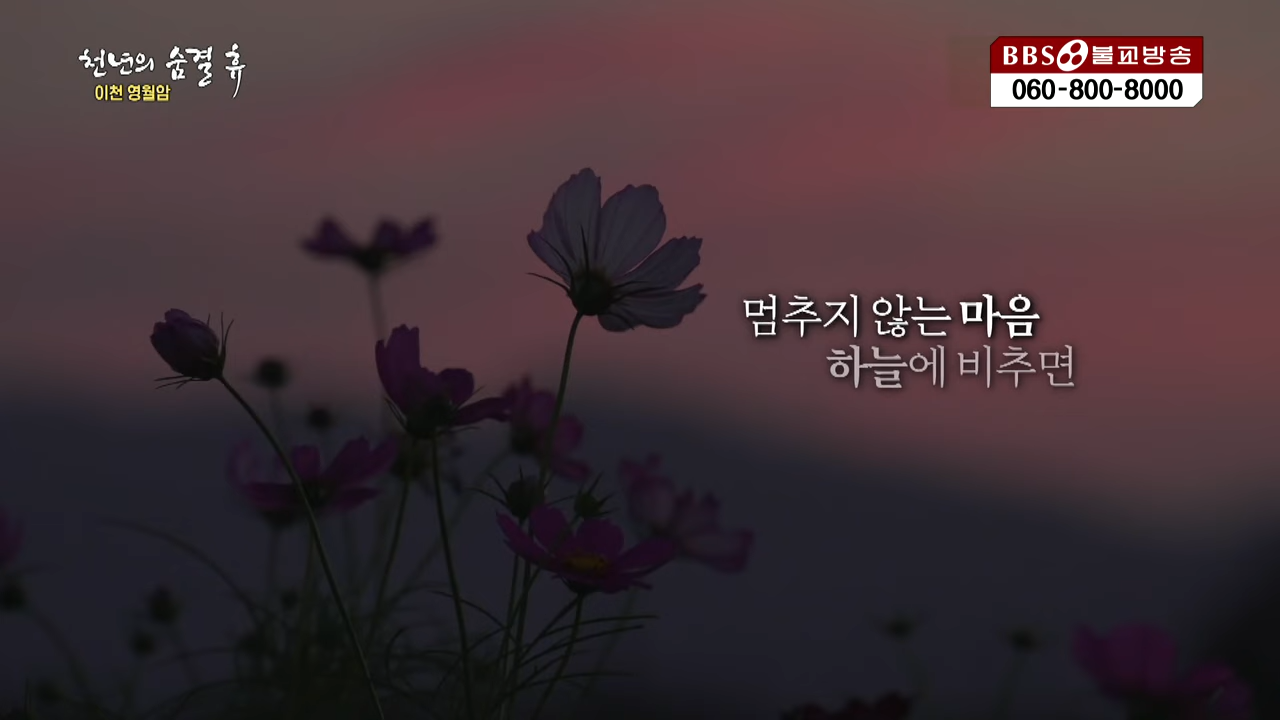 천년의 숨결 휴
이천 영월암
BBS 불교방송
060-800-8000
멈추지 않는 마음
하늘에 비추면